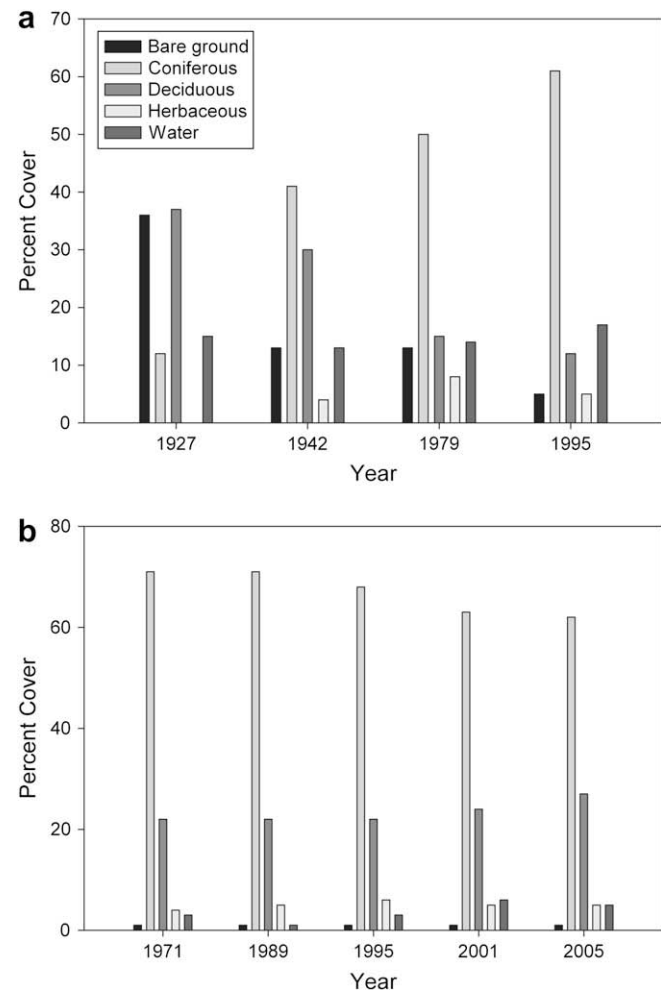 a
70
Bare ground
Coniferous
Deciduous
Herbaceous
Water
60
50
40
30
20
10
0
Percent Cover
1927 1942 1979 1995
Year
b
80
60
40
20
0
Percent Cover
1971 1989 1995 2001 2005
Year